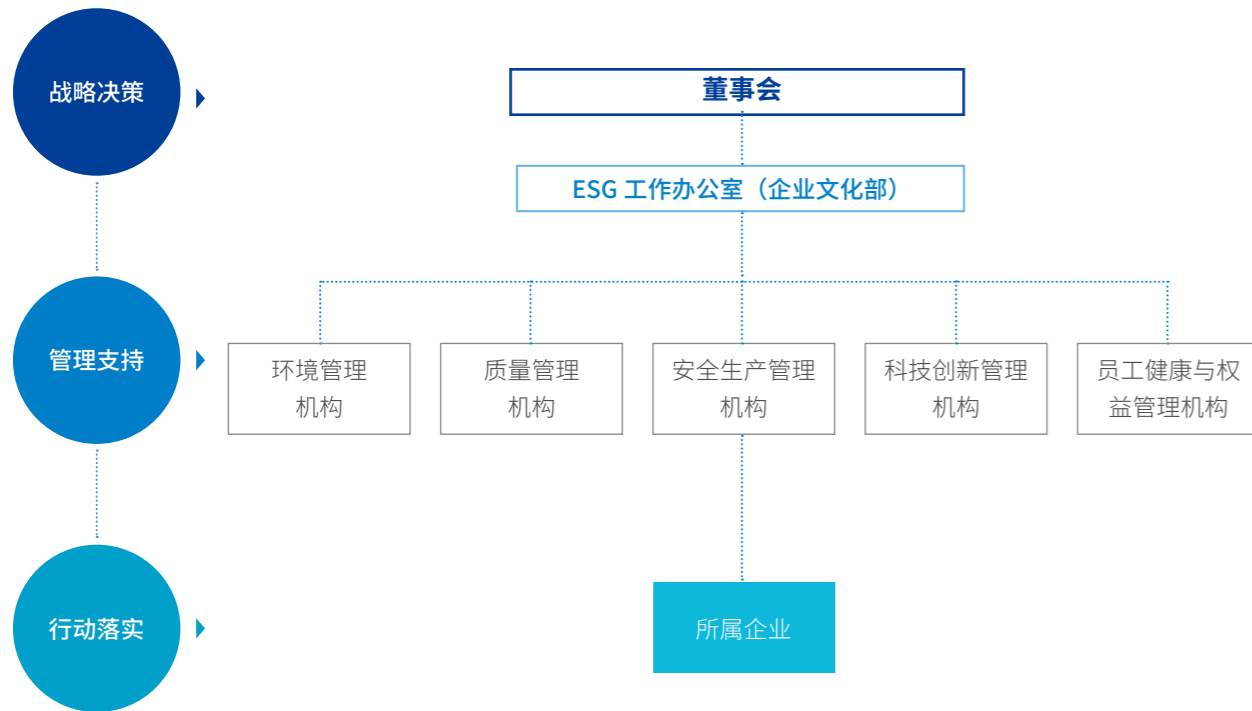 战略决策
董事会
ESG 工作办公室（企业文化部）
管理支持
环境管理
机构
质量管理
机构
安全生产管理
机构
科技创新管理
机构
员工健康与权
益管理机构
行动落实
所属企业